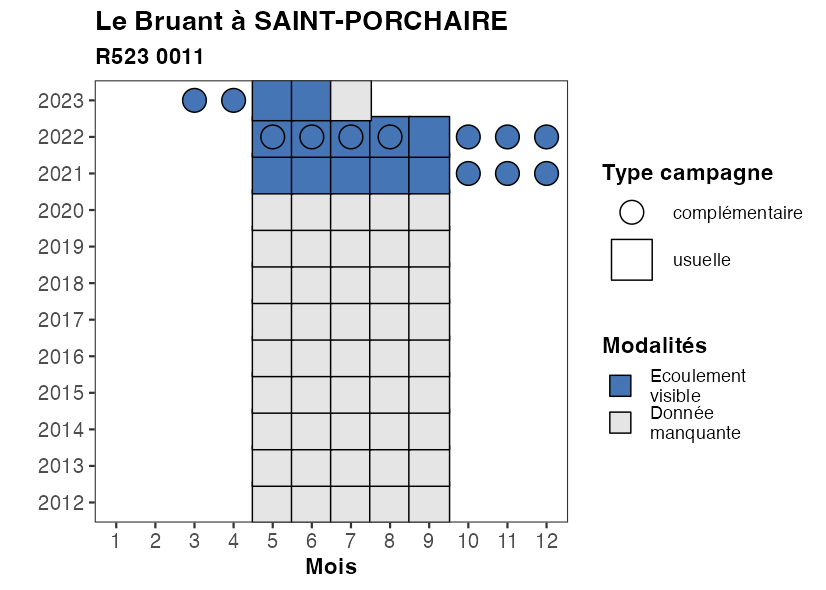 Le Bruant à SAINT-PORCHAIRE
R523 0011
2023
2022
2021
2020
2019
2018
2017
2016
2015
2014
2013
2012
1 2 3 4 5 6 7 8 9 10 11 12
Mois
Type campagne
complémentaire
usuelle
Modalités
Ecoulement
visible
Donnée
manquante